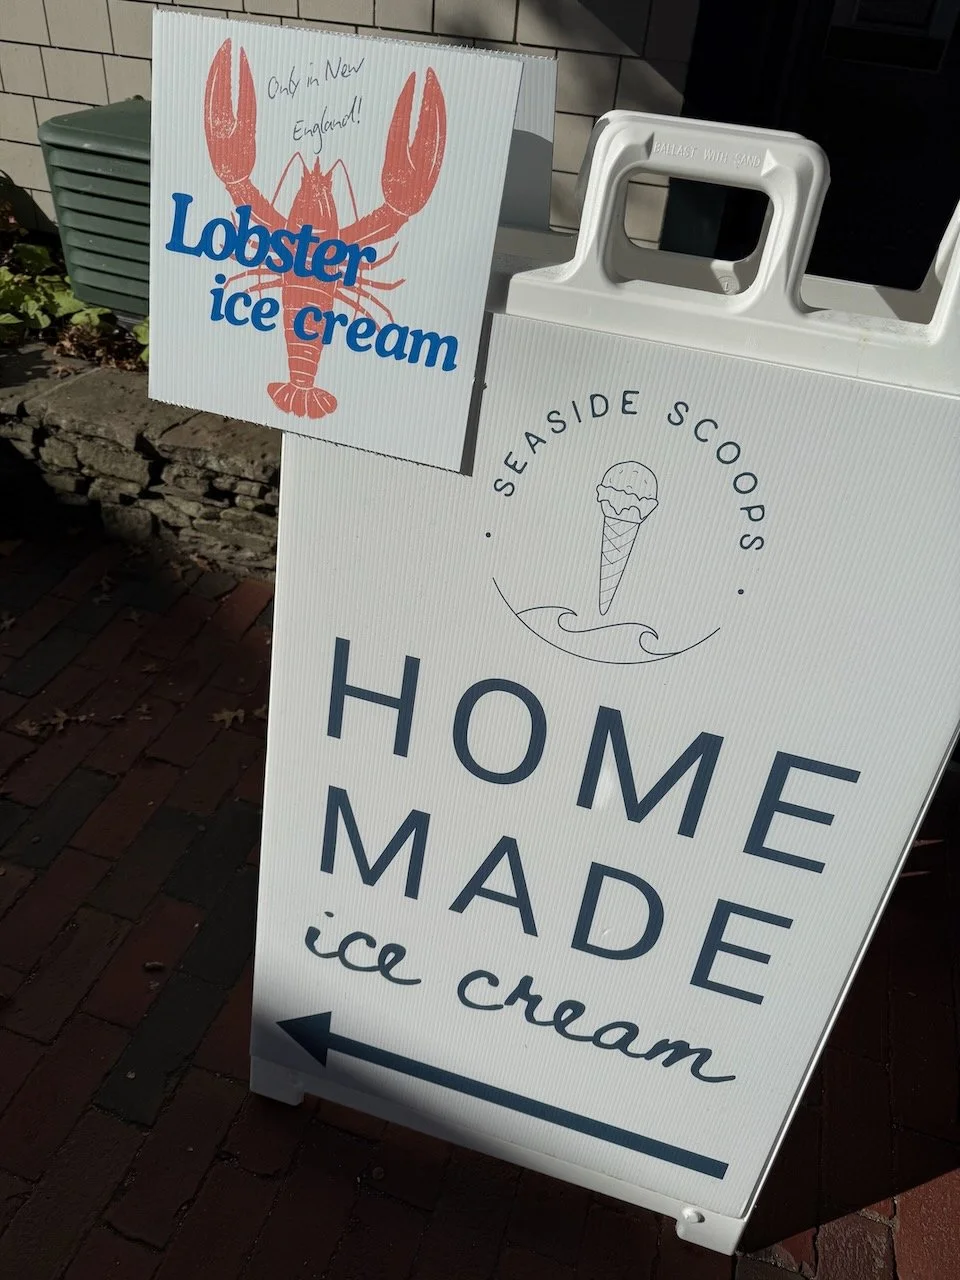 Only in New
England!
Lobster
ice cream
BALLAST WITH SAND
SEASIDE SCOOPS
HOME
MADE
ice cream